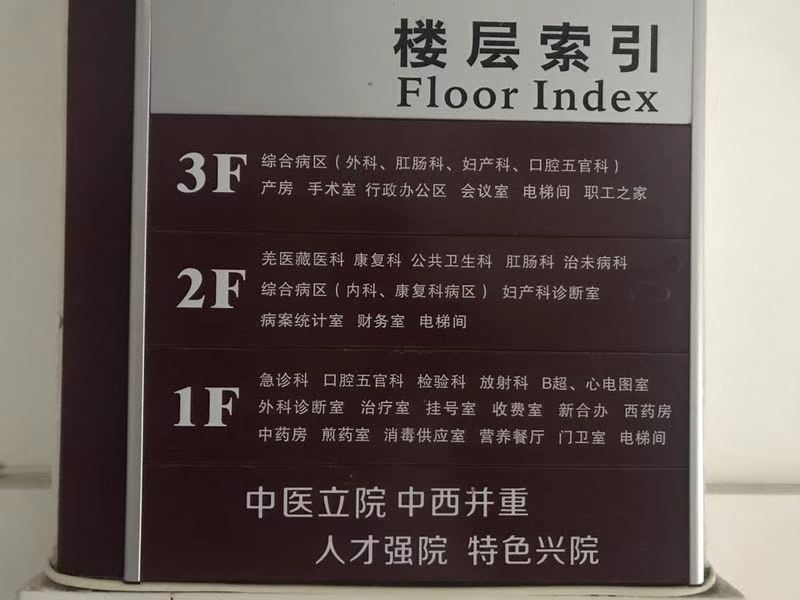 楼层索引
Floor Index
3F
综合病区（外科、肛肠科、妇产科、口腔五官科）
产房 手术室 行政办公区 会议室 电梯间 职工之家
2F
羌医藏医科 康复科 公共卫生科 肛肠科 治未病科
综合病区（内科、康复科病区） 妇产科诊断室
病案统计室 财务室 电梯间
1F
急诊科 口腔五官科 检验科 放射科 B超、心电图室
外科诊断室 治疗室 挂号室 收费室 新合办 西药房
中药房 煎药室 消毒供应室 营养餐厅 门卫室 电梯间
中医立院 中西并重
人才强院 特色兴院